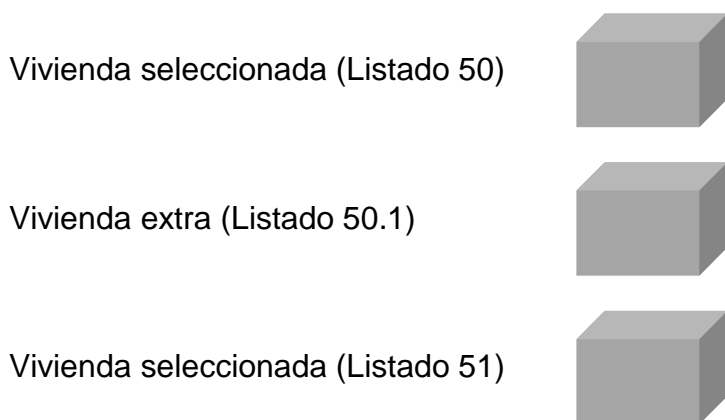 Vivienda seleccionada (Listado 50)
Vivienda extra (Listado 50.1)
Vivienda seleccionada (Listado 51)